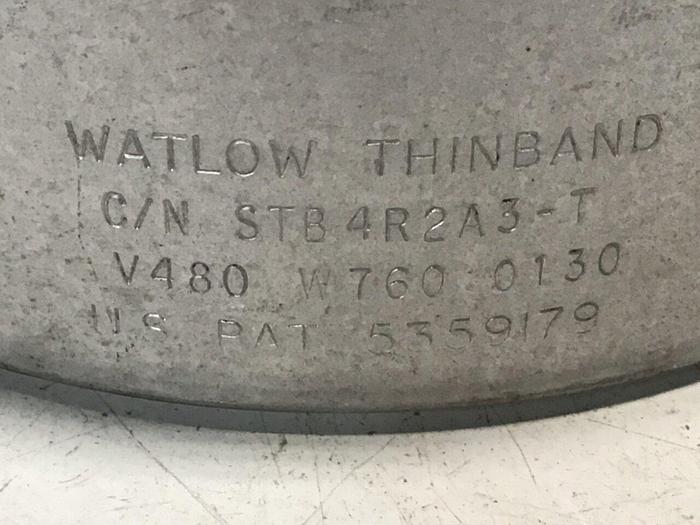 WATLOW THINBAND
C/N STB4R2A3-T
V480 W760 0130
U.S. PAT 5359179